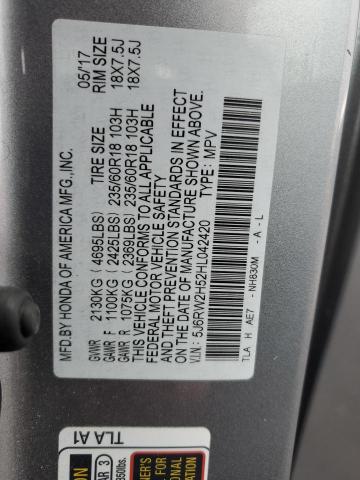 MFD.BY HONDA OF AMERICA MFG.,INC. 05/'17
TIRE SIZE RIM SIZE
GVWR 2130KG ( 4695LBS)
GAWR F 1100KG ( 2425LBS) 235/60R18 103H 18X7.5J
GAWR R 1075KG ( 2369LBS) 235/60R18 103H 18X7.5J
THIS VEHICLE CONFORMS TO ALL APPLICABLE
FEDERAL MOTOR VEHICLE SAFETY
AND THEFT PREVENTION STANDARDS IN EFFECT
ON THE DATE OF MANUFACTURE SHOWN ABOVE.
V.I.N.: 5J6RW2H52HL042420 TYPE: MPV
TLA H AE7 - NH830M - A - L
TLA A1